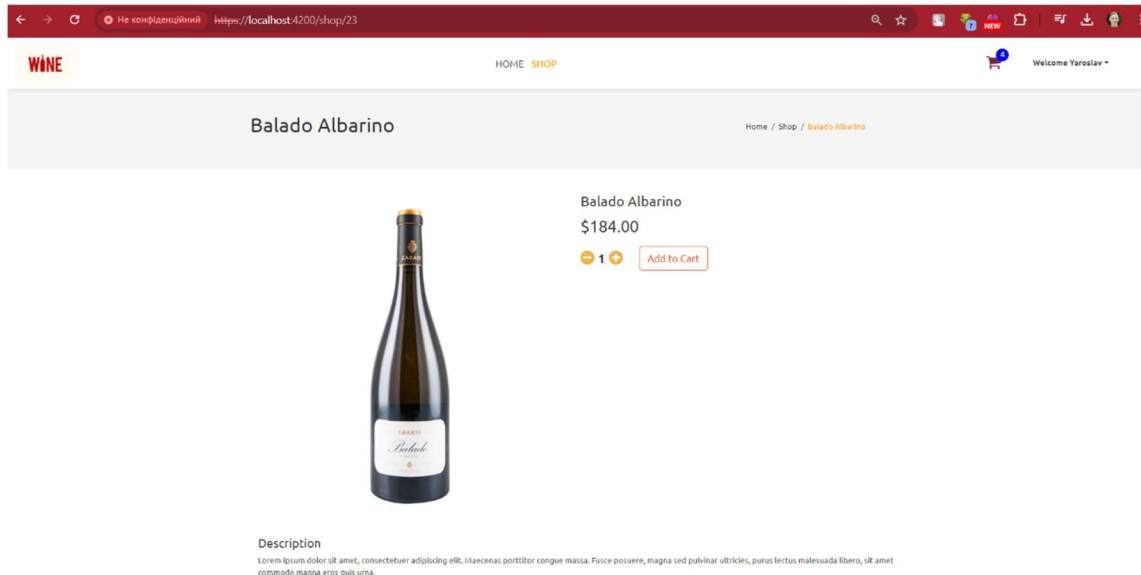 Не конфіденційний https://localhost:4200/shop/23
NEW
WINE HOME SHOP 4 Welcome Yaroslav
Balado Albarino Home / Shop / Balado Albarino
Balado Albarino
$184.00
1 Add to Cart
ZARATE
ZARATE
Balado
Description
Lorem ipsum dolor sit amet, consectetuer adipiscing elit. Maecenas porttitor congue massa. Fusce posuere, magna sed pulvinar ultricies, purus lectus malesuada libero, sit amet
commodo magna eros quis urna.